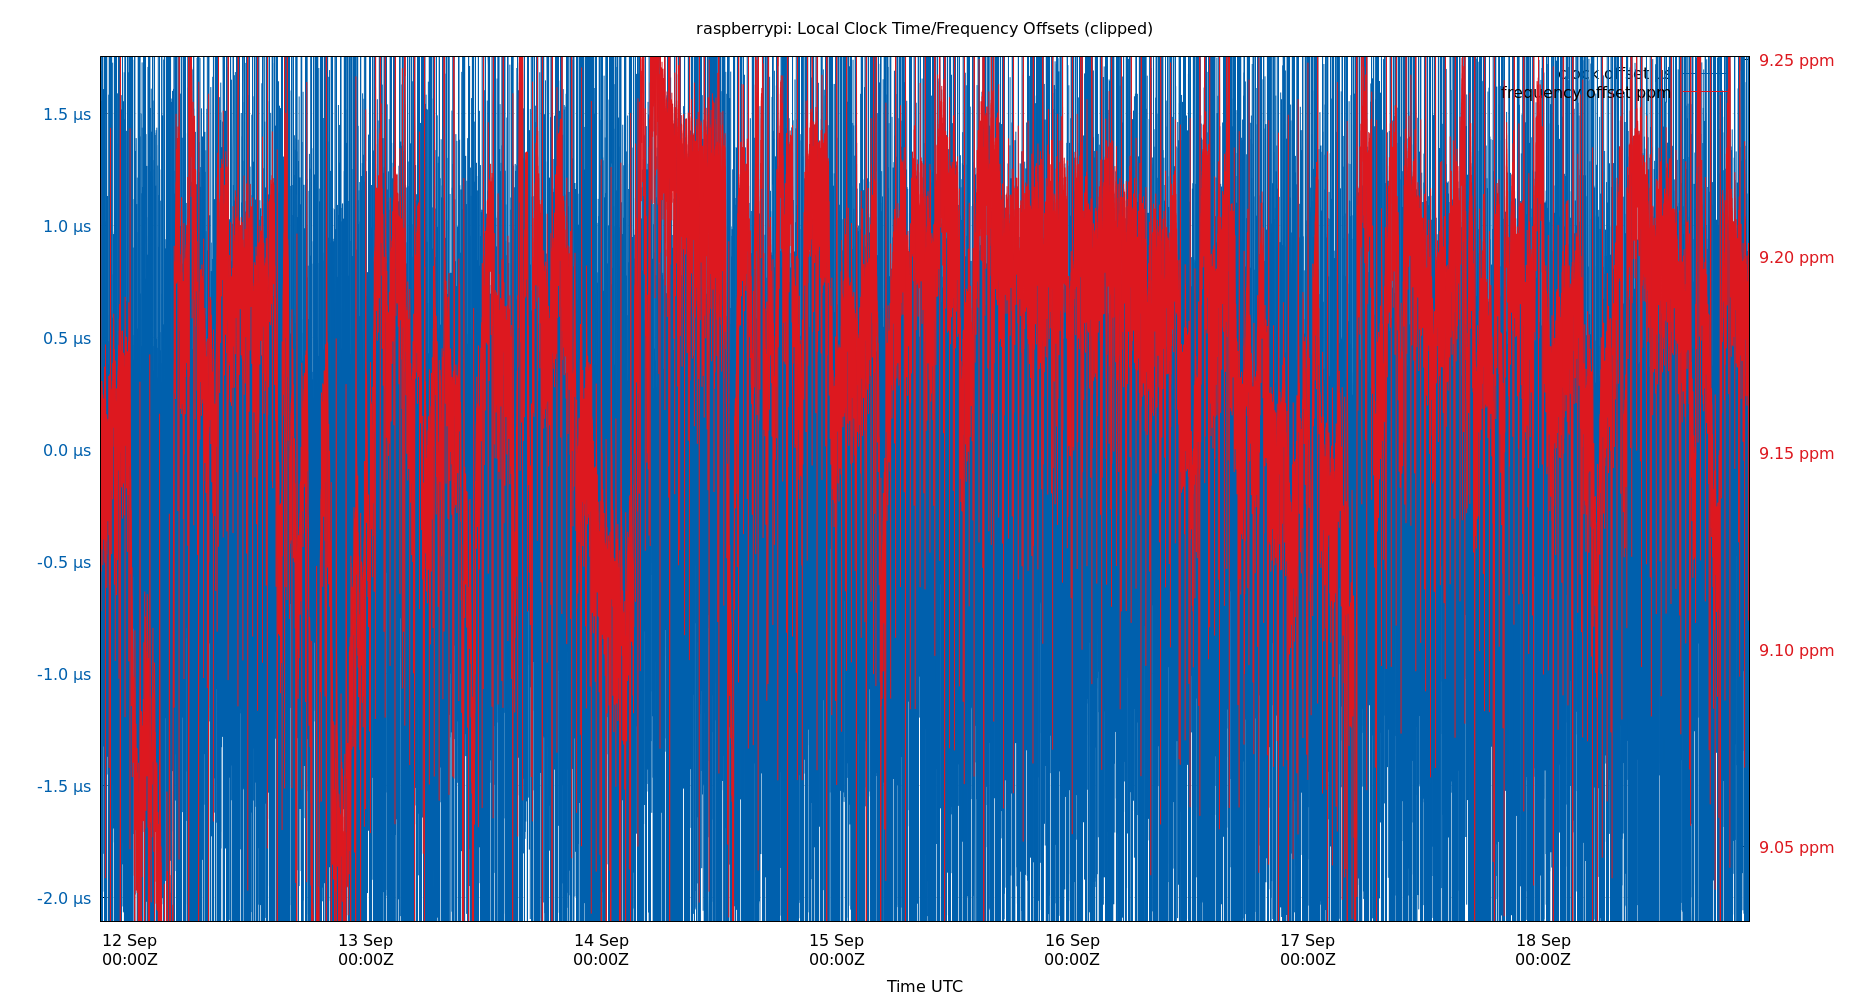 raspberrypi: Local Clock Time/Frequency Offsets (clipped)
9.25 ppm
clock offset µs
frequency offset ppm
1.5 µs
1.0 µs
9.20 ppm
0.5 µs
0.0 µs
9.15 ppm
-0.5 µs
9.10 ppm
-1.0 µs
-1.5 µs
9.05 ppm
-2.0 µs
12 Sep 13 Sep 14 Sep 15 Sep 16 Sep 17 Sep 18 Sep
00:00Z 00:00Z 00:00Z 00:00Z 00:00Z 00:00Z 00:00Z
Time UTC